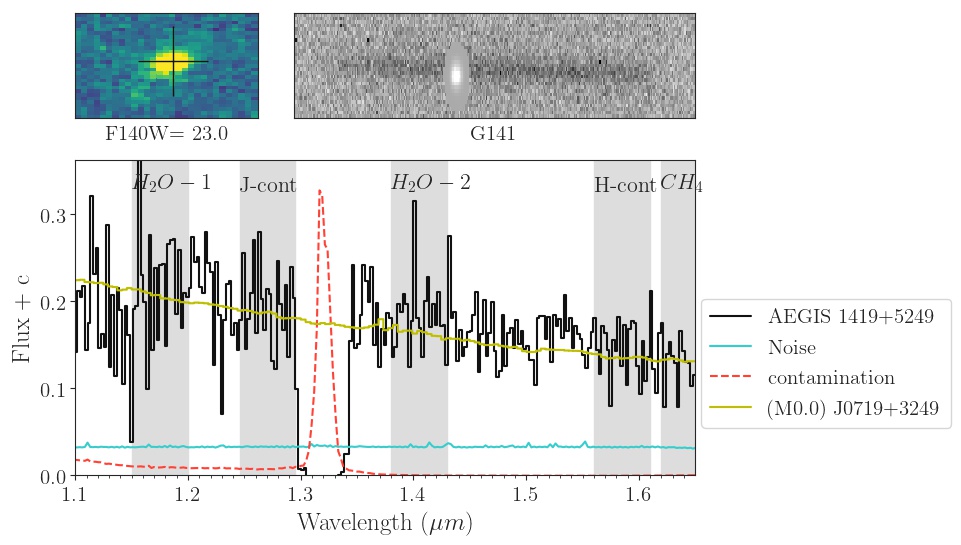 F140W= 23.0
G141
H₂O − 1
J-cont
H₂O − 2
H-cont
CH₄
0.3
0.2
0.1
0.0
Flux + c
1.1
1.2
1.3
1.4
1.5
1.6
Wavelength (μm)
AEGIS 1419+5249
Noise
contamination
(M0.0) J0719+3249